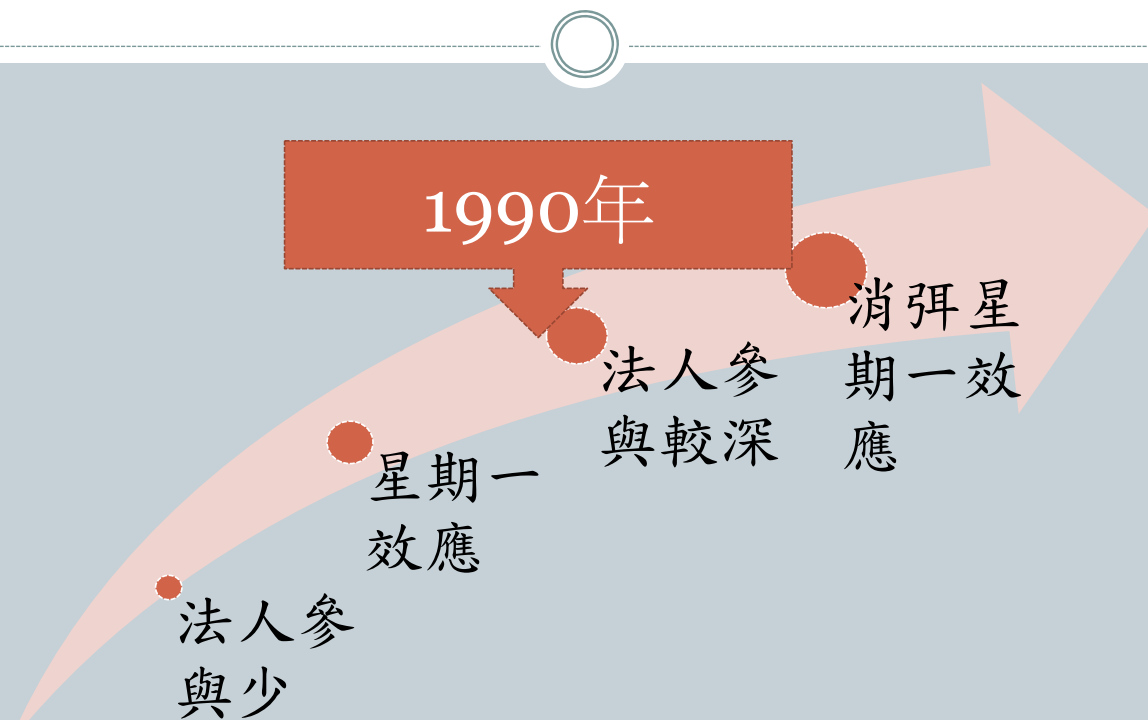 1990年
法人參
與少
星期一
效應
法人參
與較深
消弭星
期一效
應